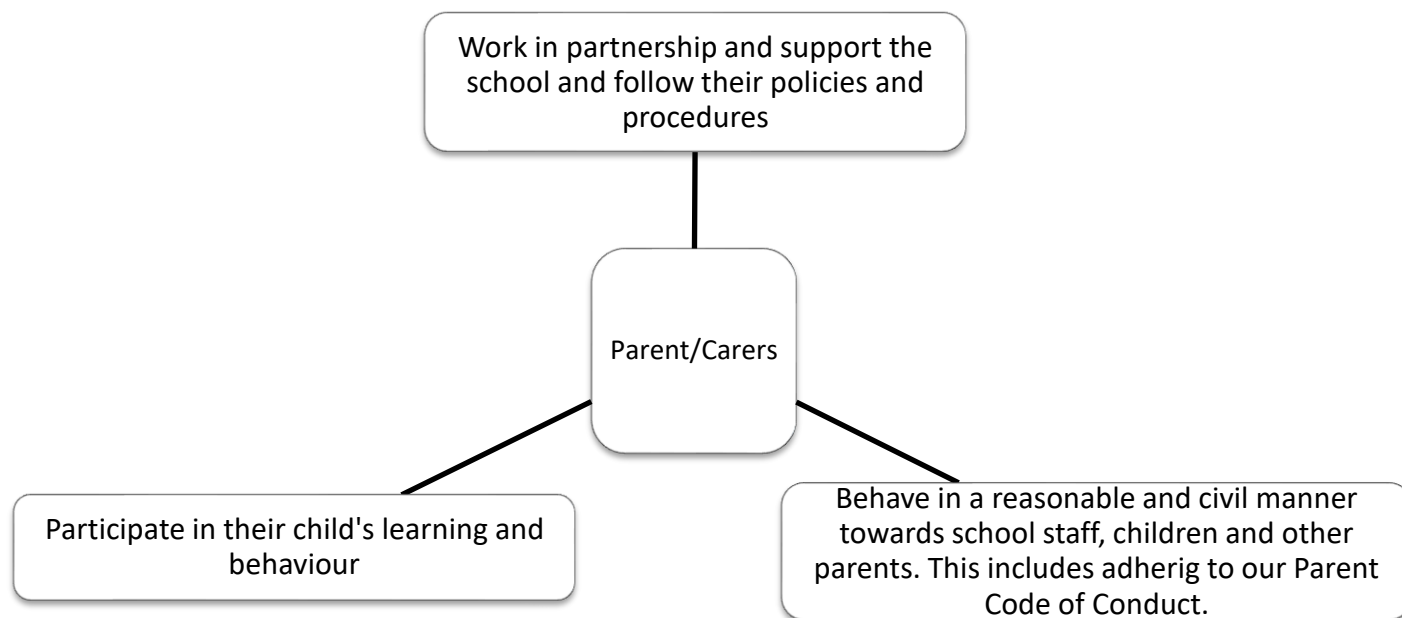 Work in partnership and support the
school and follow their policies and
procedures
Parent/Carers
Participate in their child's learning and
behaviour
Behave in a reasonable and civil manner
towards school staff, children and other
parents. This includes adherig to our Parent
Code of Conduct.